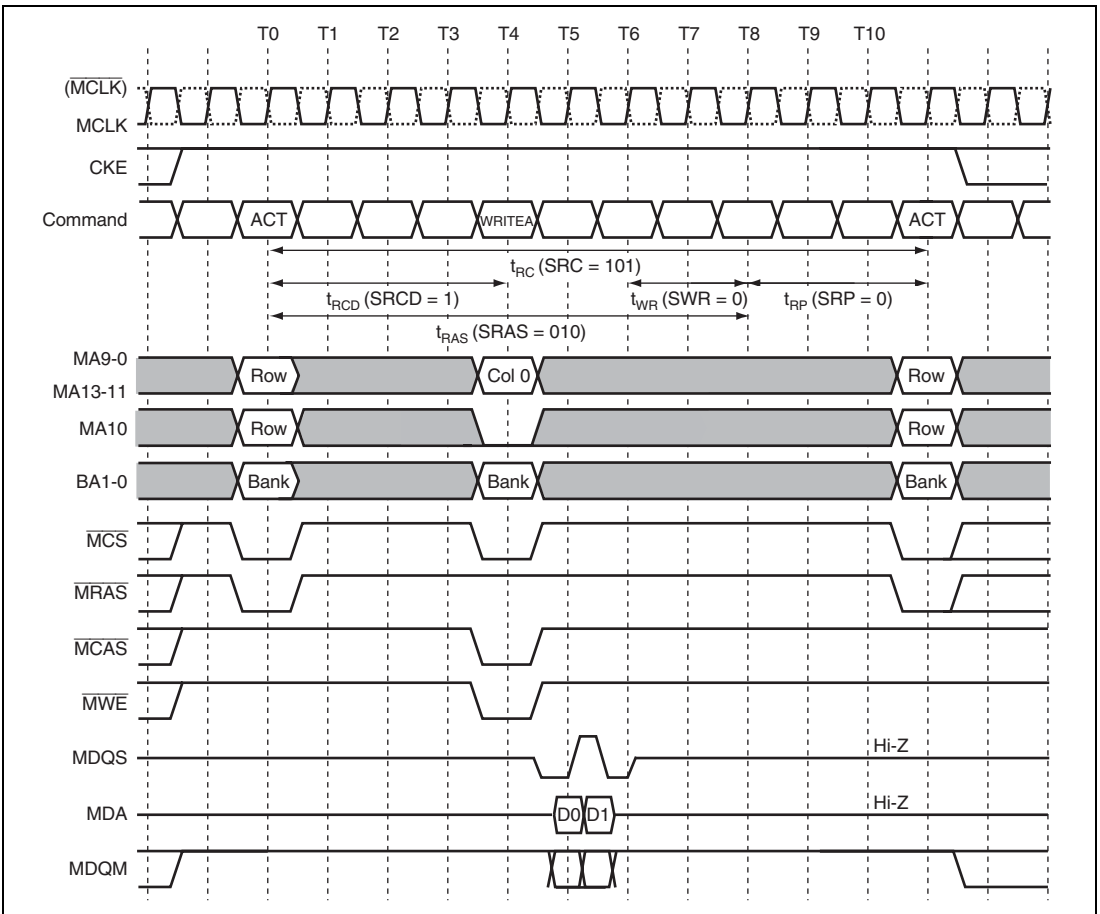 T0 T1 T2 T3 T4 T5 T6 T7 T8 T9 T10
(MCLK)
MCLK
CKE
Command ACT WRITEA ACT
tRC (SRC = 101)
tRCD (SRCD = 1) tWR (SWR = 0) tRP (SRP = 0)
tRAS (SRAS = 010)
MA9-0
MA13-11 Row Col 0 Row
MA10 Row Row
BA1-0 Bank Bank Bank
MCS
MRAS
MCAS
MWE
MDQS Hi-Z
MDA D0 D1 Hi-Z
MDQM